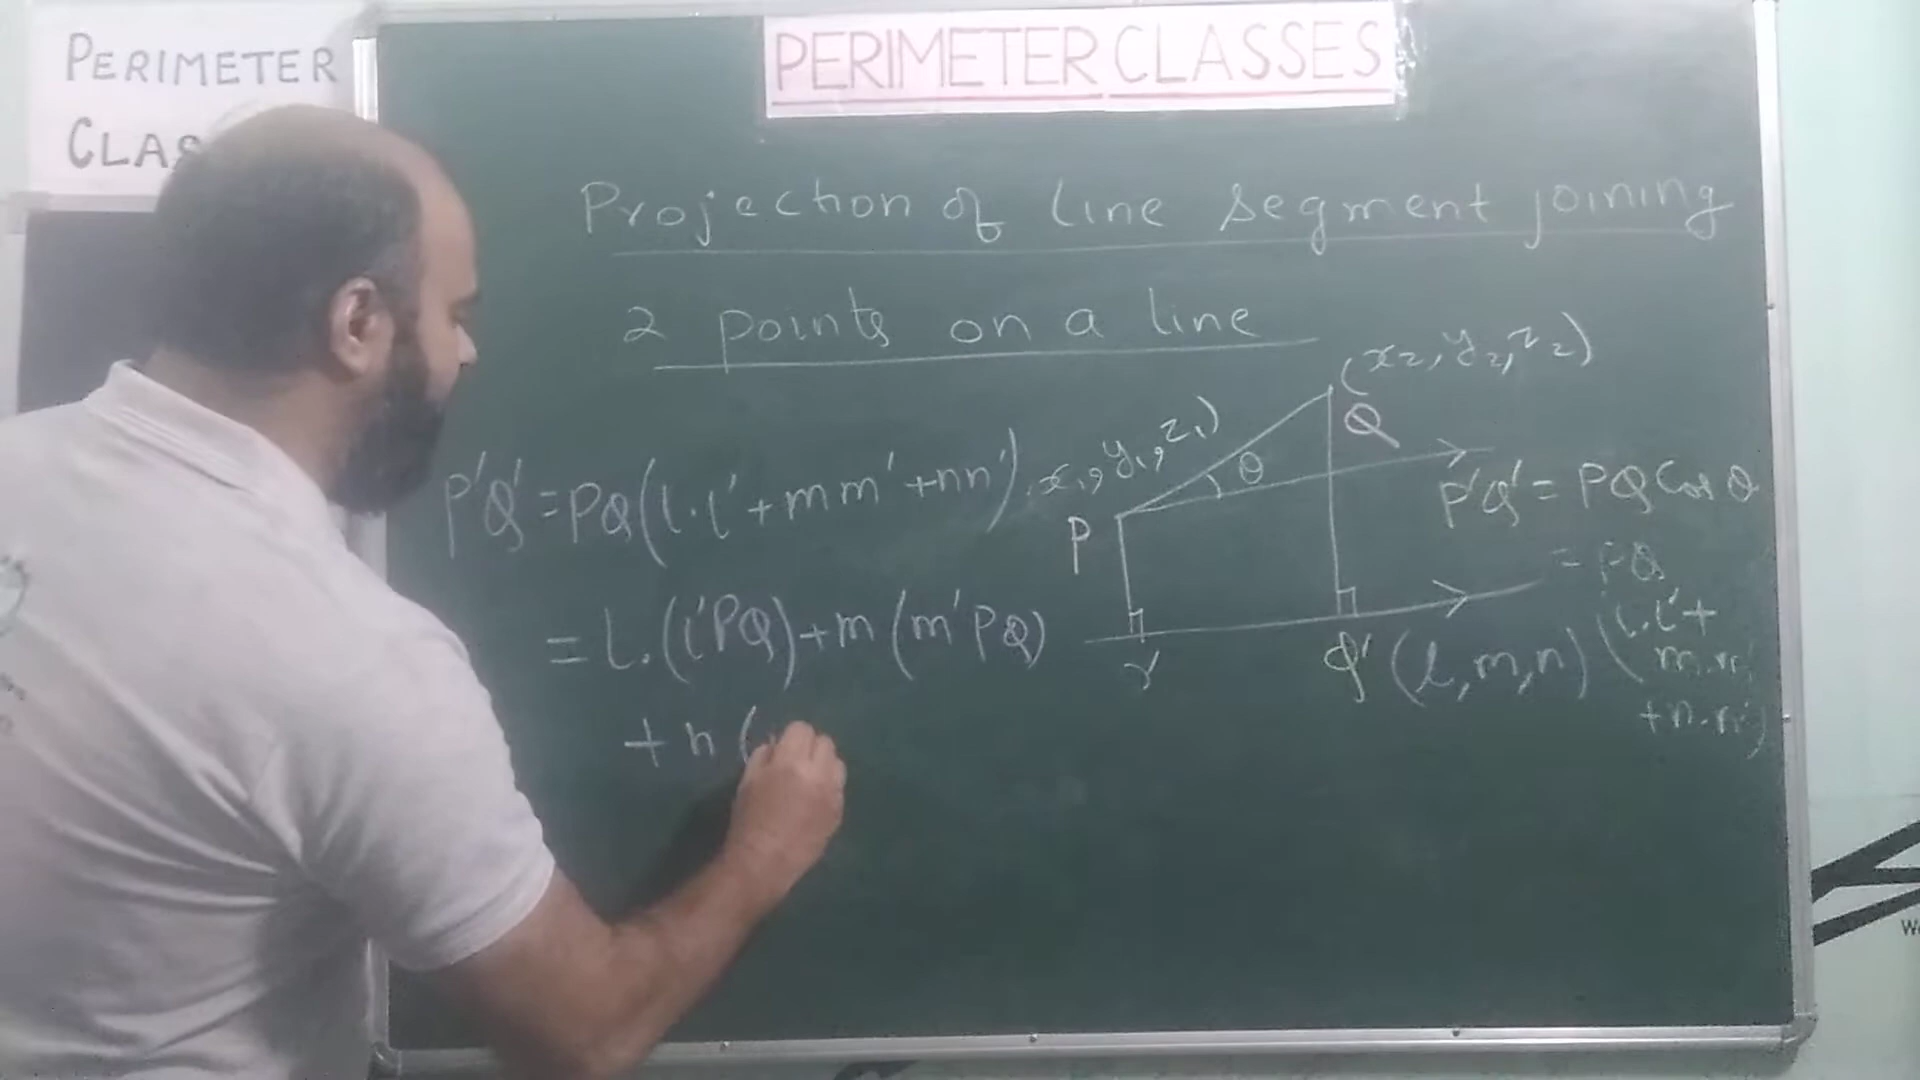 PERIMETER
CLAS
PERIMETER CLASSES
Projection of line segment joining
2 points on a line
(x2, y2, z2)
Q
x1, y1, z1)
θ
P
P'Q' = PQ(l.l' + mm' + nn')
P'Q' = PQ Cos θ
= PQ
(l.l' +
+ n.n')
= l.(l'PQ) + m(m'PQ)
+ n(
Q' (l, m, n)